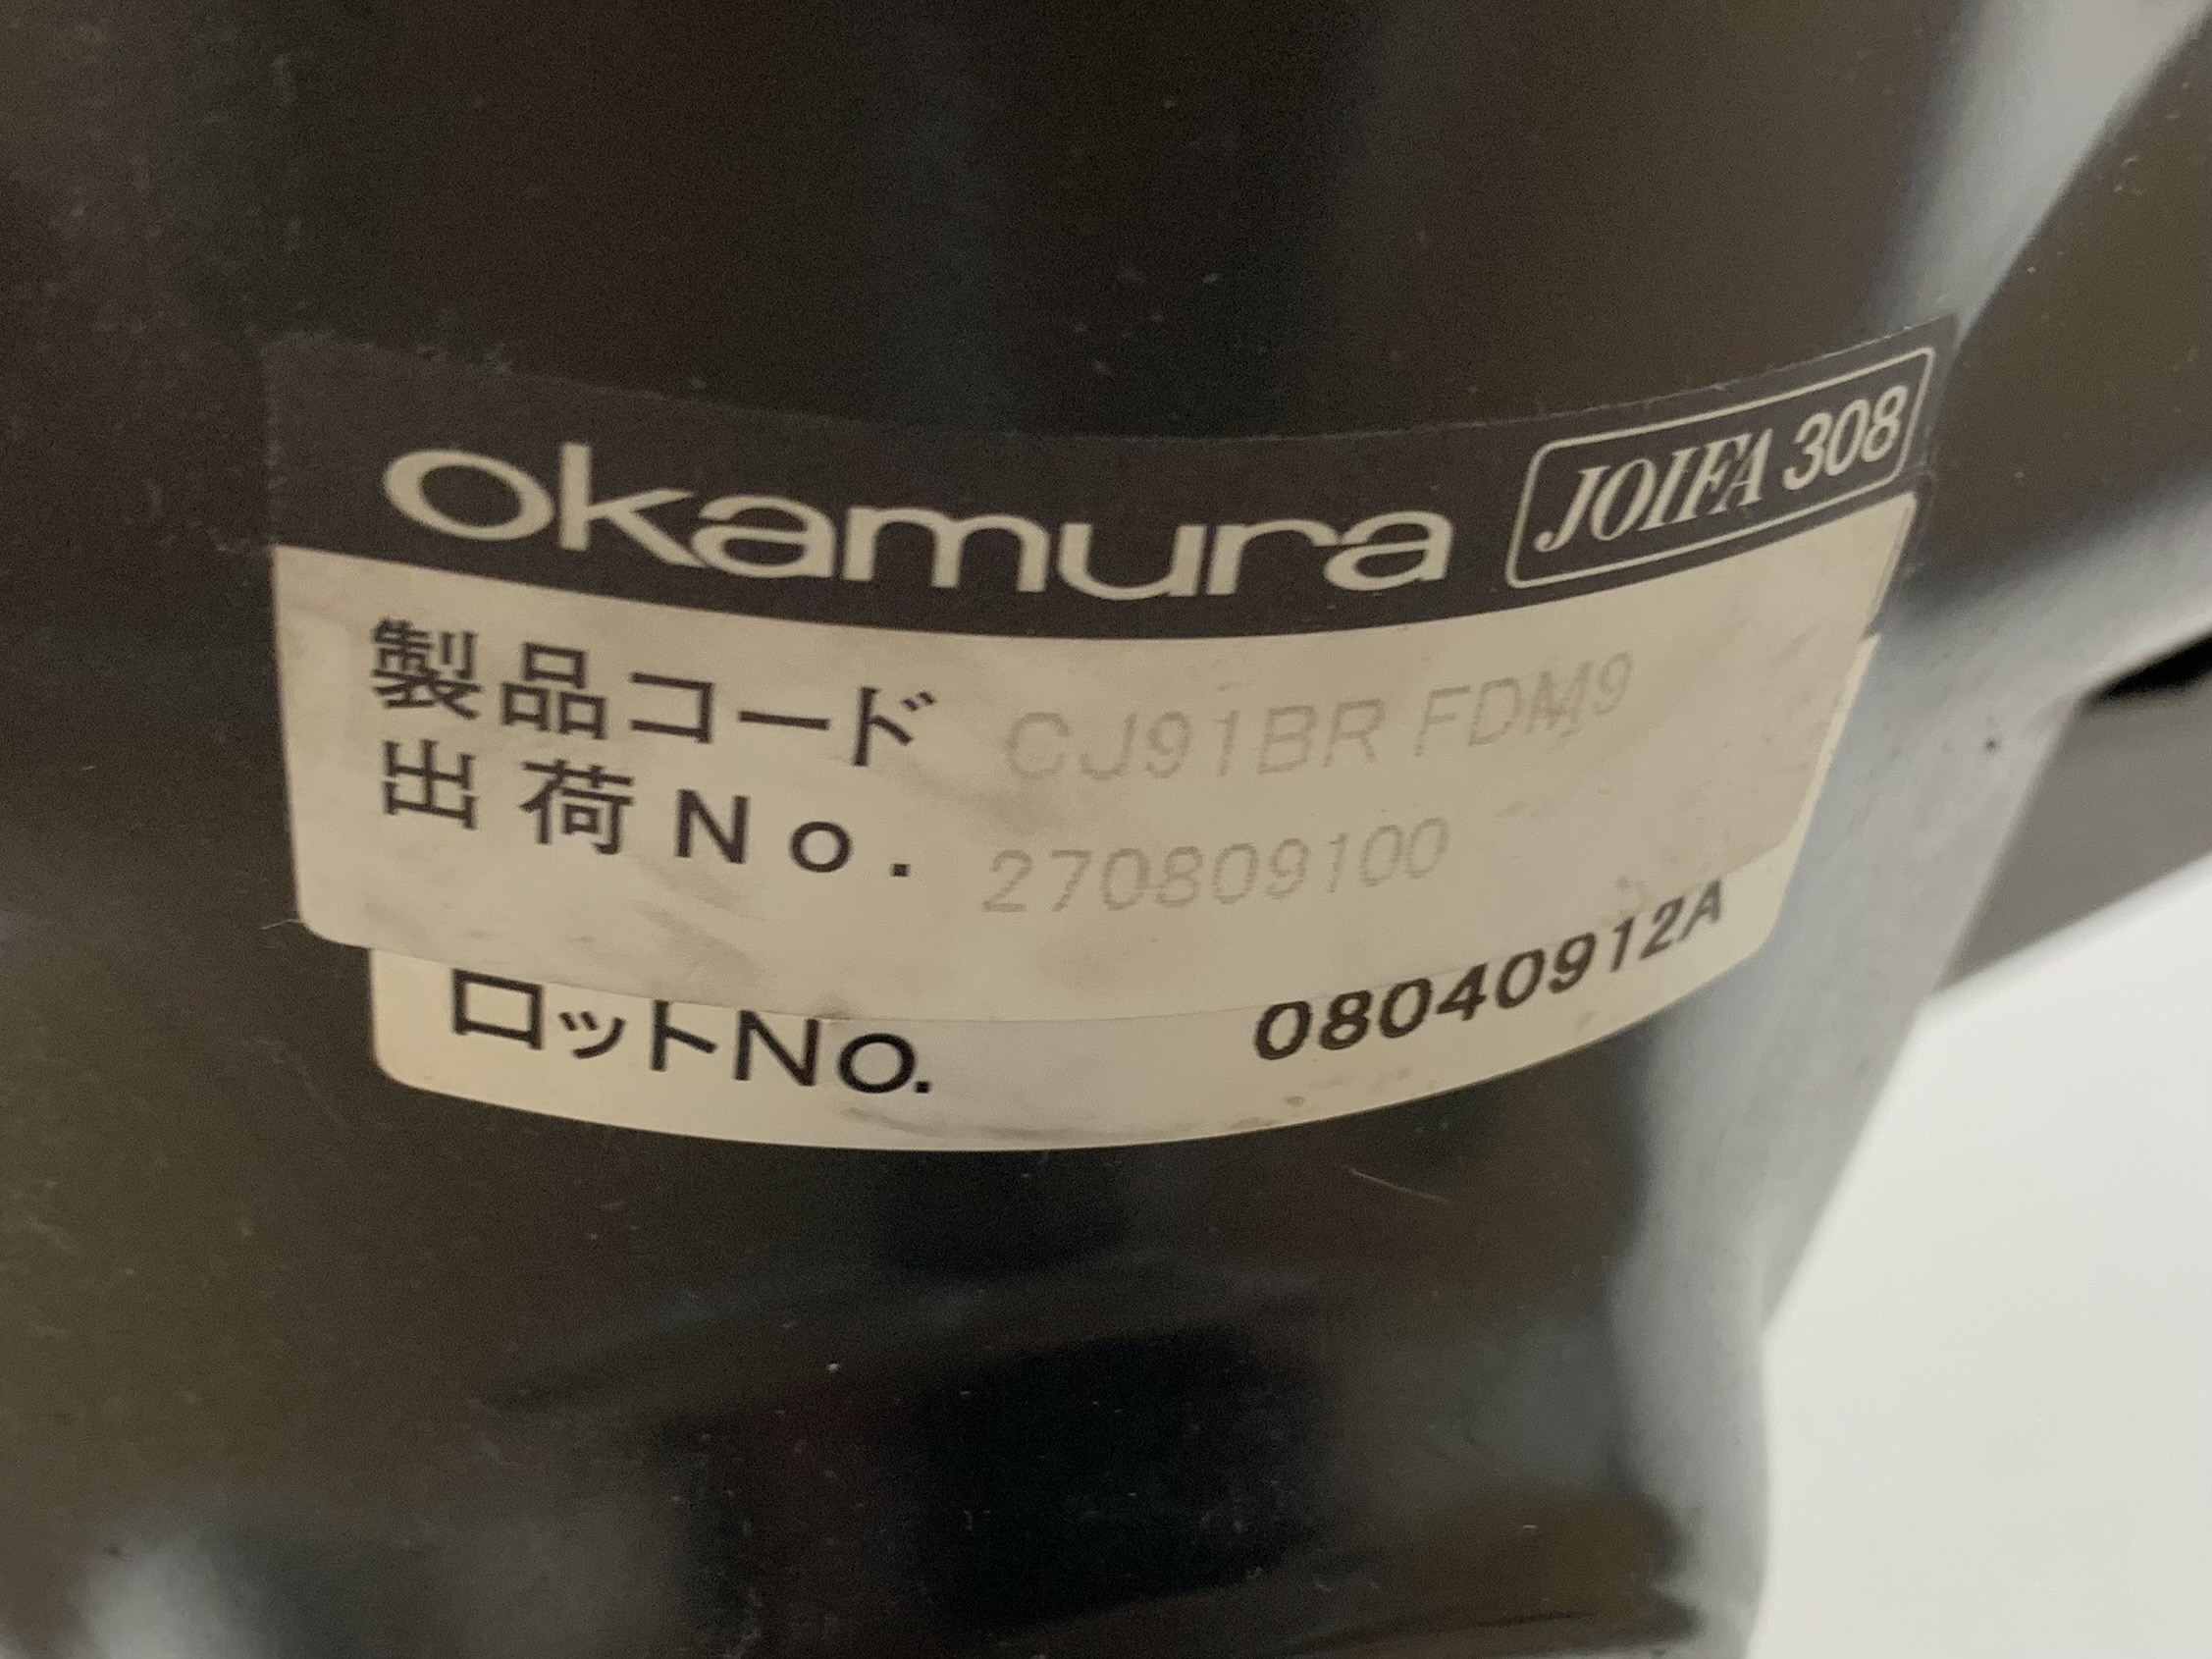 okamura JOIFA 308
製品コード CJ91BR FDM9
出荷No. 270809100
ロットNO. 08040912A